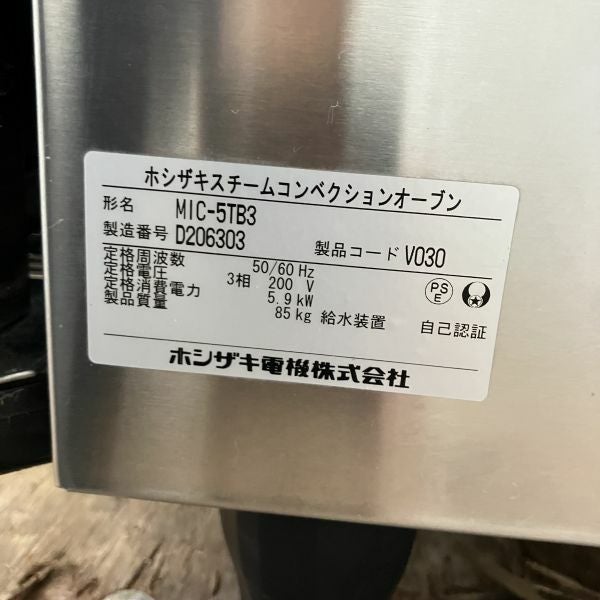 ホシザキスチームコンベクションオーブン
形名 MIC-5TB3
製造番号 D206303 製品コード V030
定格周波数 50/60 Hz
定格電圧 3相 200 V
定格消費電力 5.9 kW
製品質量 85 kg 給水装置 自己認証
PS
E
ホシザキ電機株式会社